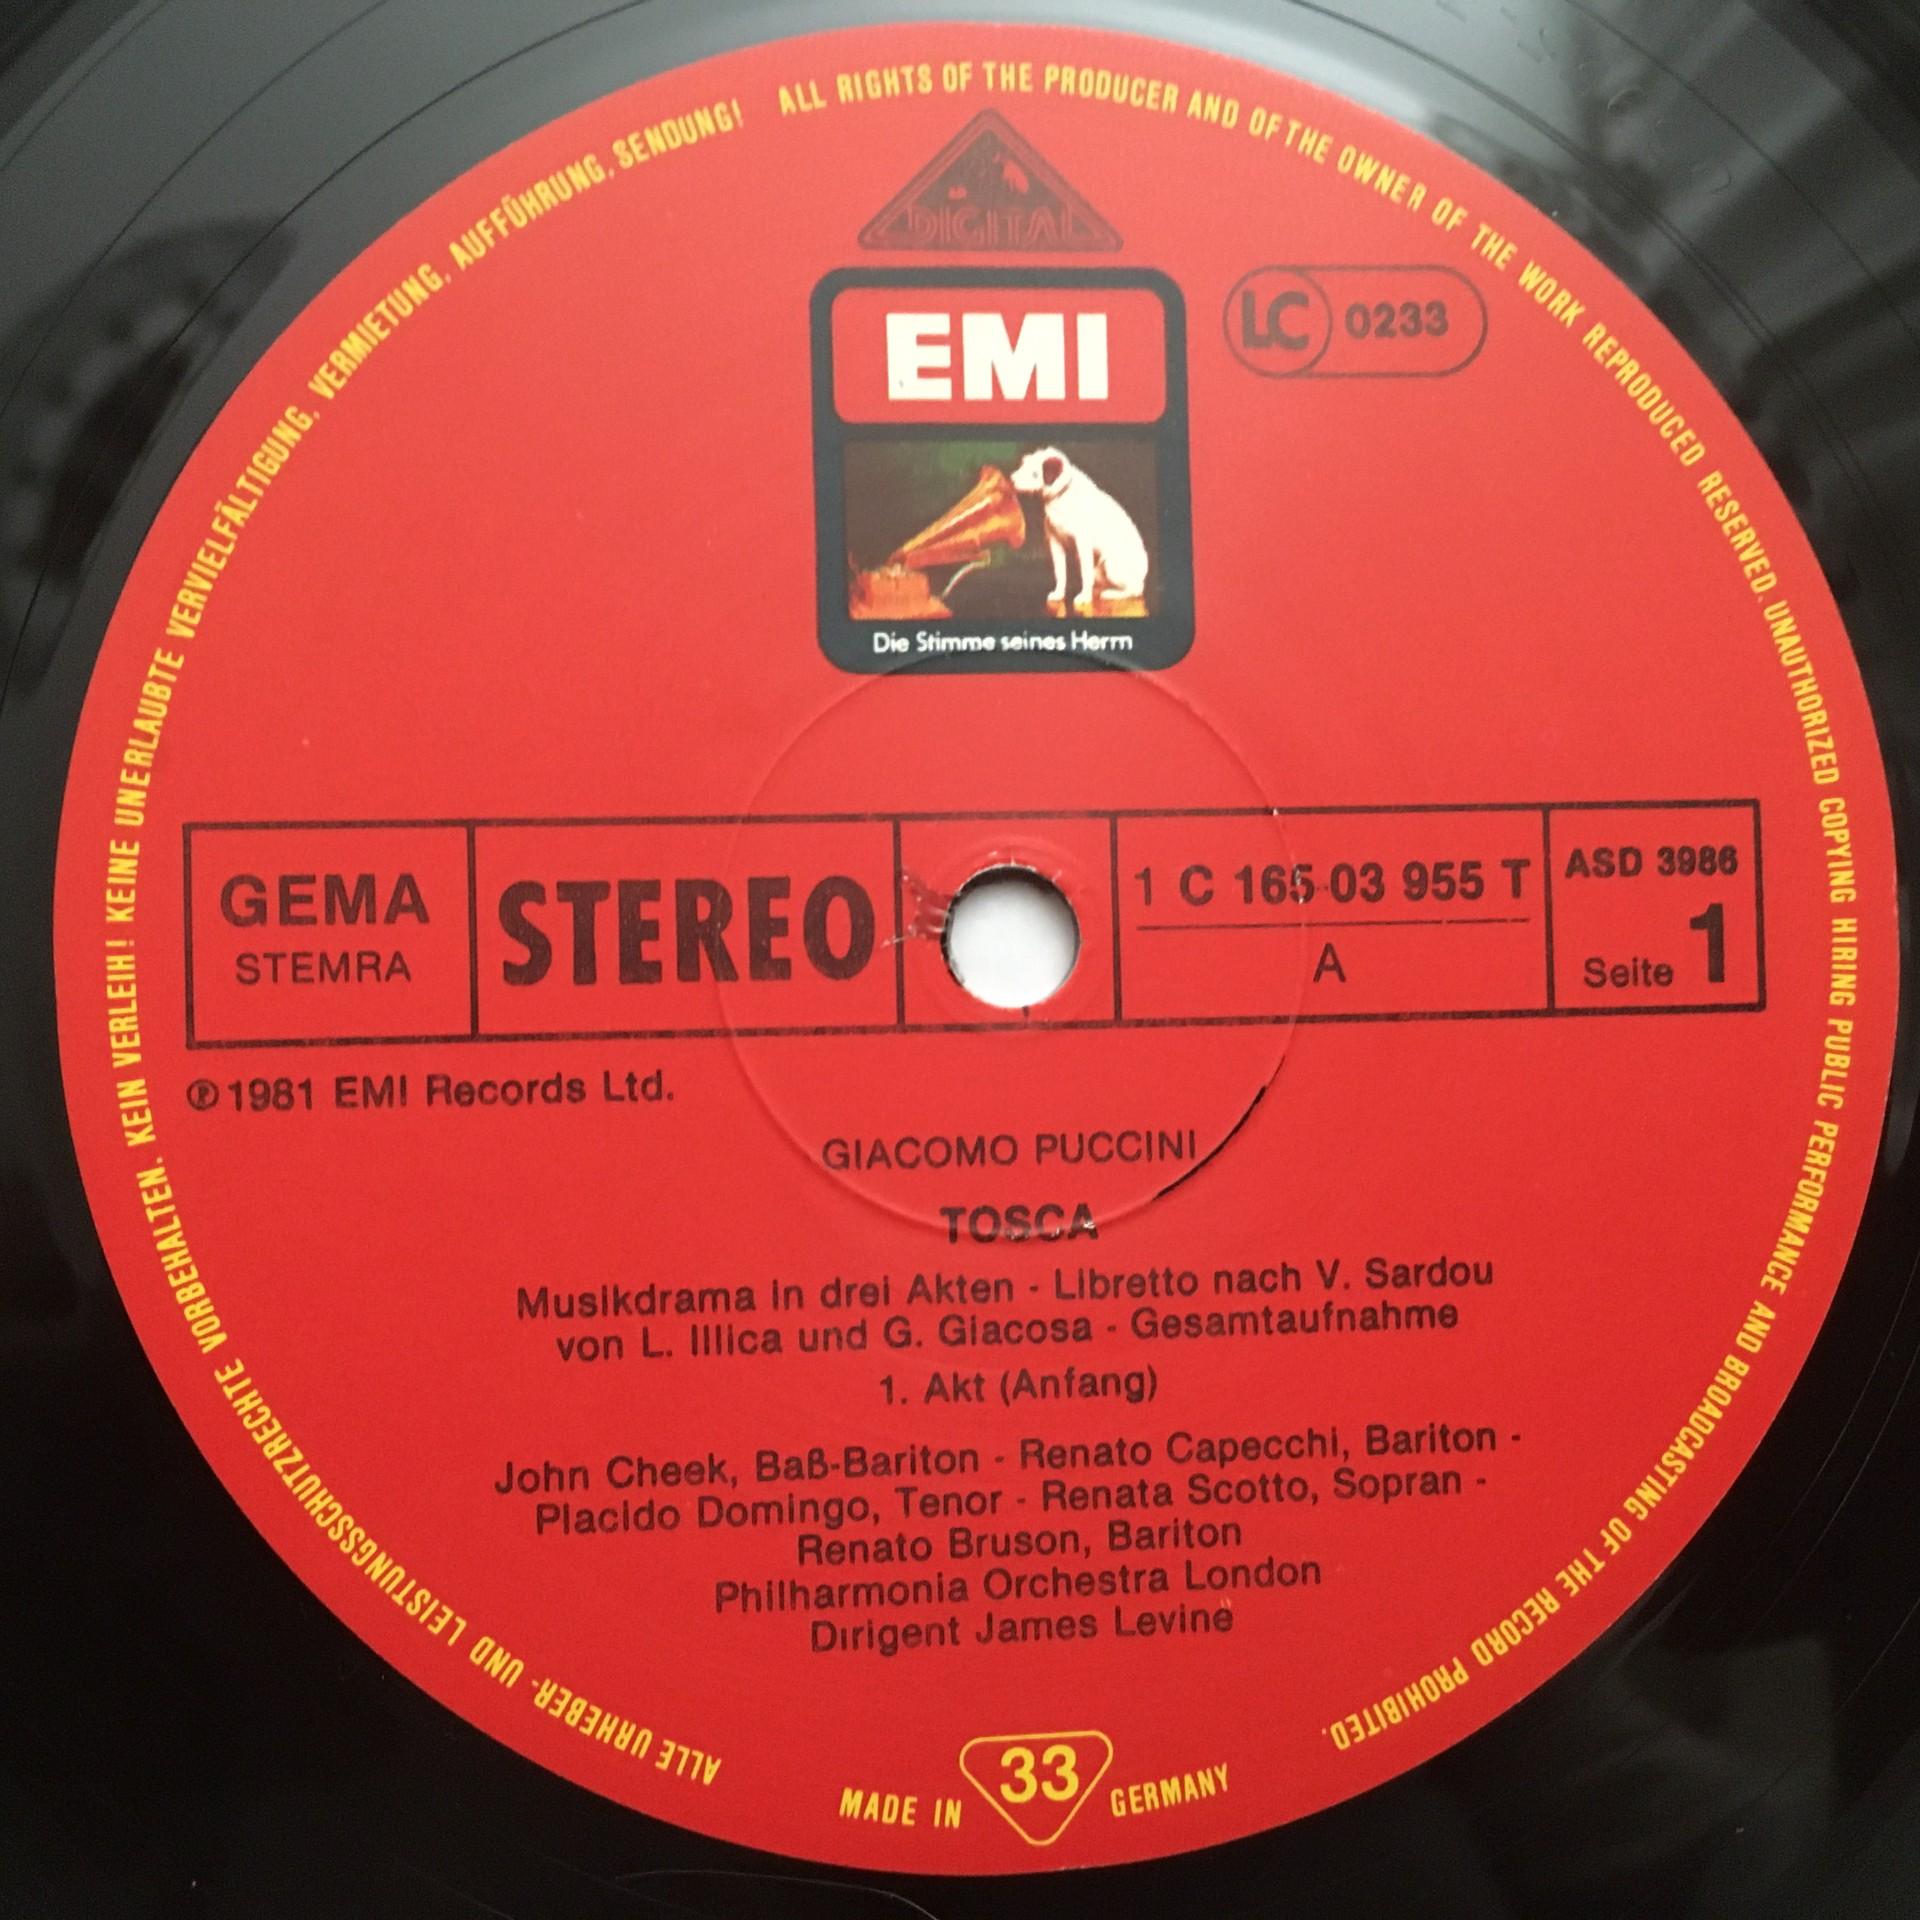 ALLE URHEBER- UND LEISTUNGSSCHUTZRECHTE VORBEHALTEN. KEIN VERLEIH! KEINE UNERLAUBTE VERVIELFÄLTIGUNG, VERMIETUNG, AUFFÜHRUNG, SENDUNG!
ALL RIGHTS OF THE PRODUCER AND OF THE OWNER OF THE WORK REPRODUCED RESERVED. UNAUTHORIZED COPYING HIRING PUBLIC PERFORMANCE AND BROADCASTING OF THE RECORD PROHIBITED.
DIGITAL
EMI
LC 0233
Die Stimme seines Herrn
GEMA
STEMRA
STEREO
1 C 165-03 955 T
A
ASD 3986
Seite 1
℗ 1981 EMI Records Ltd.
GIACOMO PUCCINI
TOSCA
Musikdrama in drei Akten - Libretto nach V. Sardou
von L. Illica und G. Giacosa - Gesamtaufnahme
1. Akt (Anfang)
John Cheek, Baß-Bariton - Renato Capecchi, Bariton -
Placido Domingo, Tenor - Renata Scotto, Sopran -
Renato Bruson, Bariton
Philharmonia Orchestra London
Dirigent James Levine
MADE IN 33 GERMANY